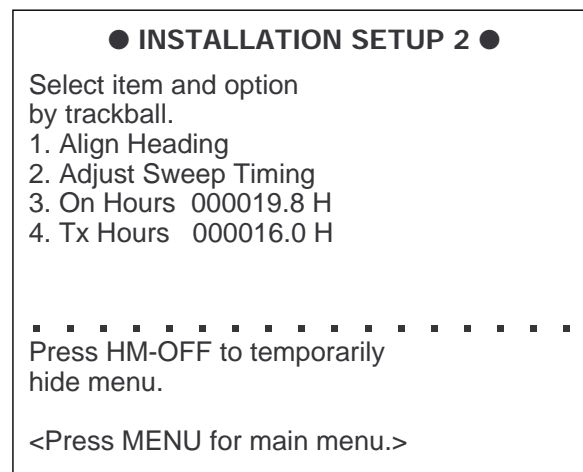 ● INSTALLATION SETUP 2 ●
Select item and option
by trackball.
1. Align Heading
2. Adjust Sweep Timing
3. On Hours 000019.8 H
4. Tx Hours 000016.0 H
Press HM-OFF to temporarily
hide menu.
<Press MENU for main menu.>